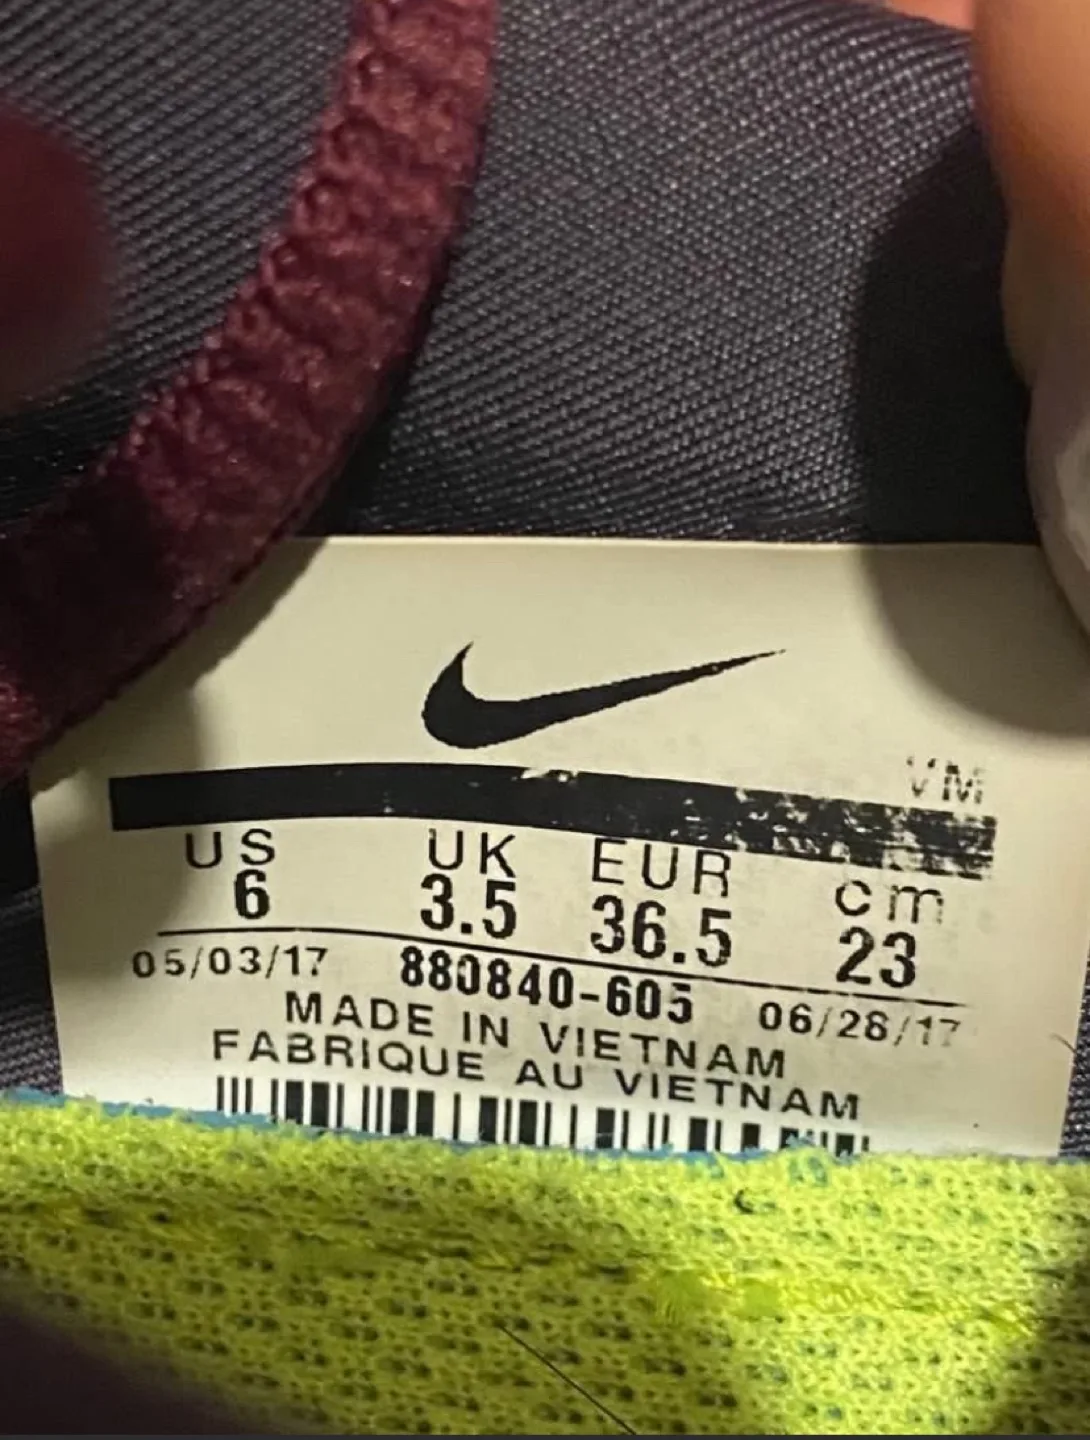 VM
US UK EUR cm
6 3.5 36.5 23
05/03/17 880840-605 06/28/17
MADE IN VIETNAM
FABRIQUE AU VIETNAM